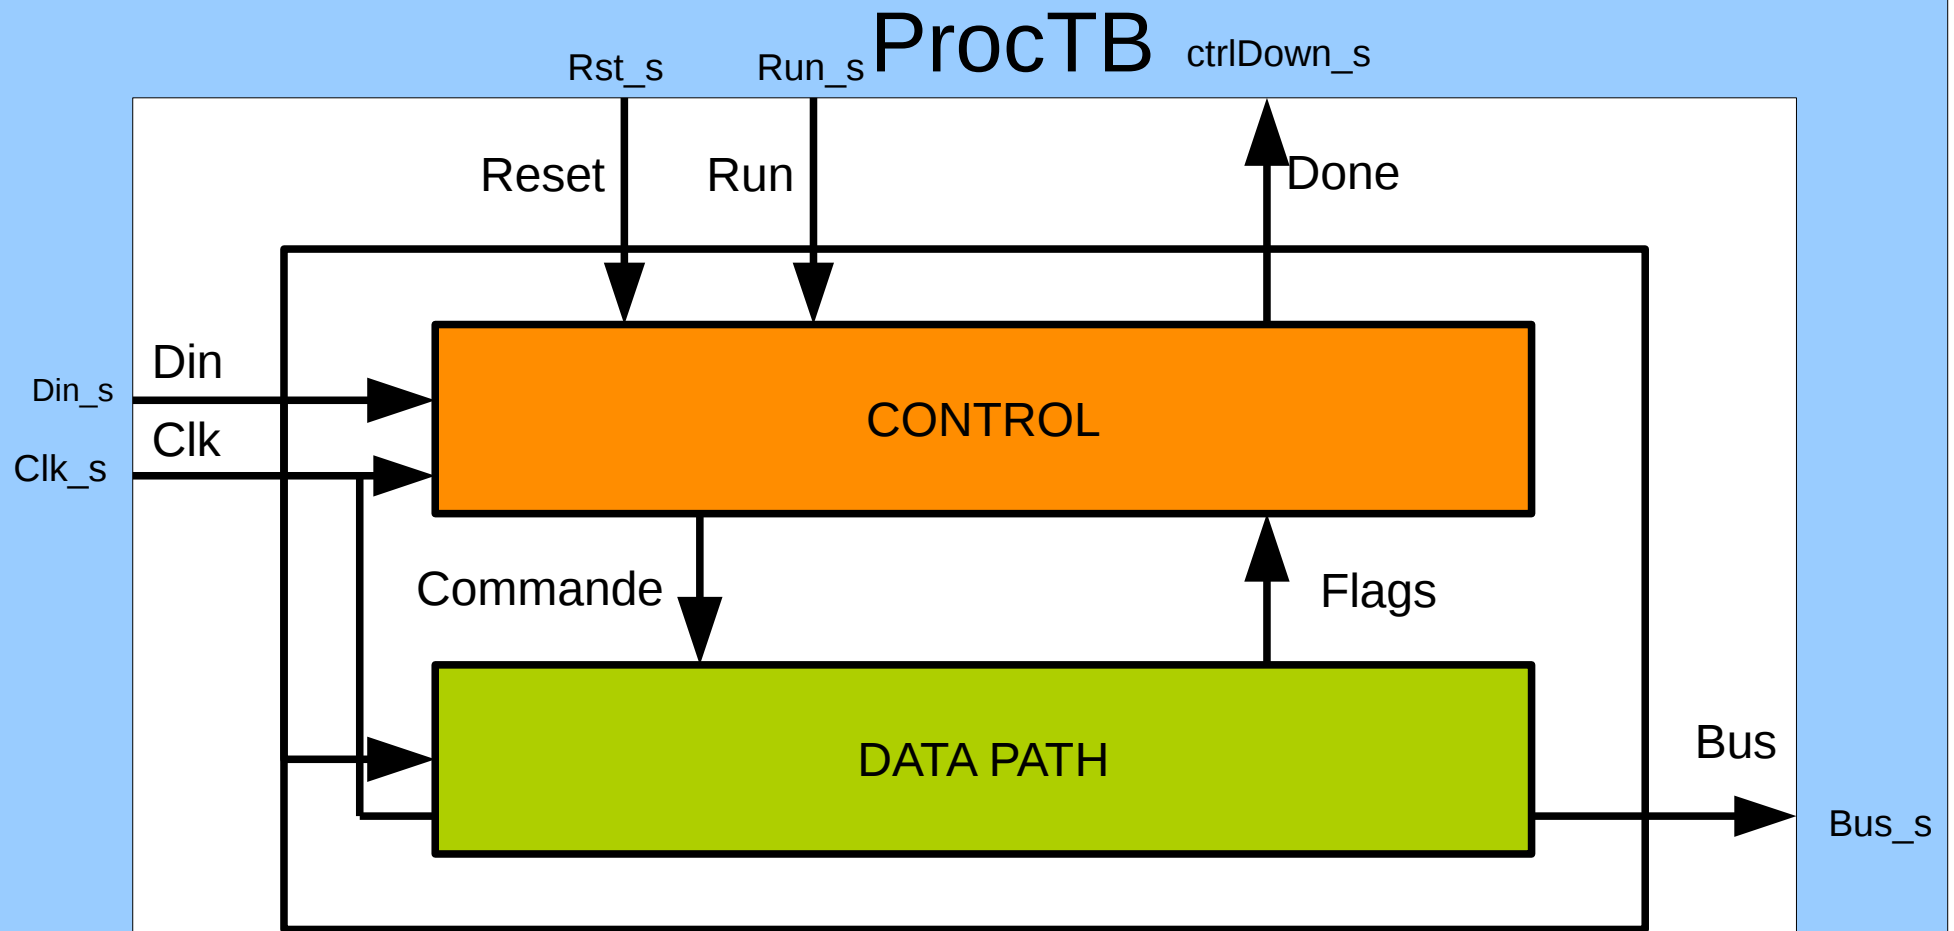 ProcTB
Rst_s
Run_s
ctrlDown_s
Reset
Run
Done
Din
Din_s
Clk
Clk_s
CONTROL
Commande
Flags
DATA PATH
Bus
Bus_s